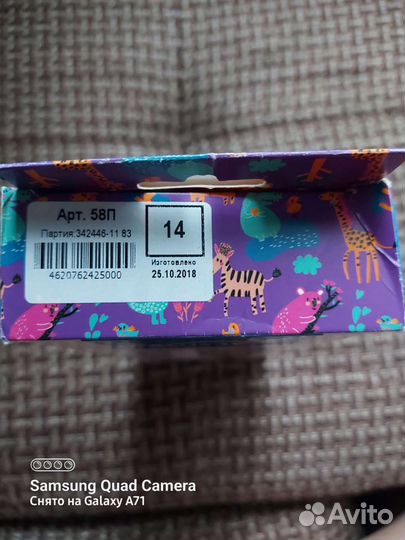 Арт. 58П
Партия:342446-11 83
4620762425000
14
Изготовлено
25.10.2018
Samsung Quad Camera
Снято на Galaxy A71
Avito